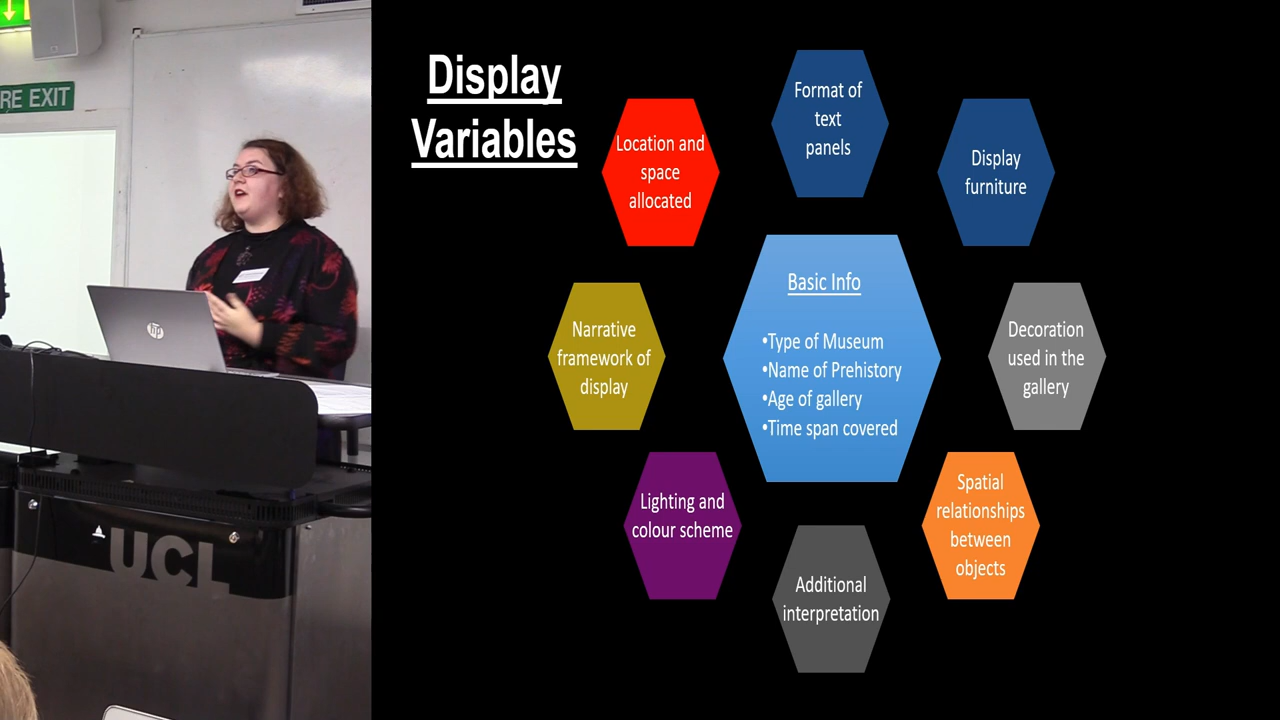 RE EXIT
hp
UCL
Display
Variables
Location and
space
allocated
Format of
text
panels
Display
furniture
Narrative
framework of
display
Basic Info
•Type of Museum
•Name of Prehistory
•Age of gallery
•Time span covered
Decoration
used in the
gallery
Lighting and
colour scheme
Additional
interpretation
Spatial
relationships
between
objects